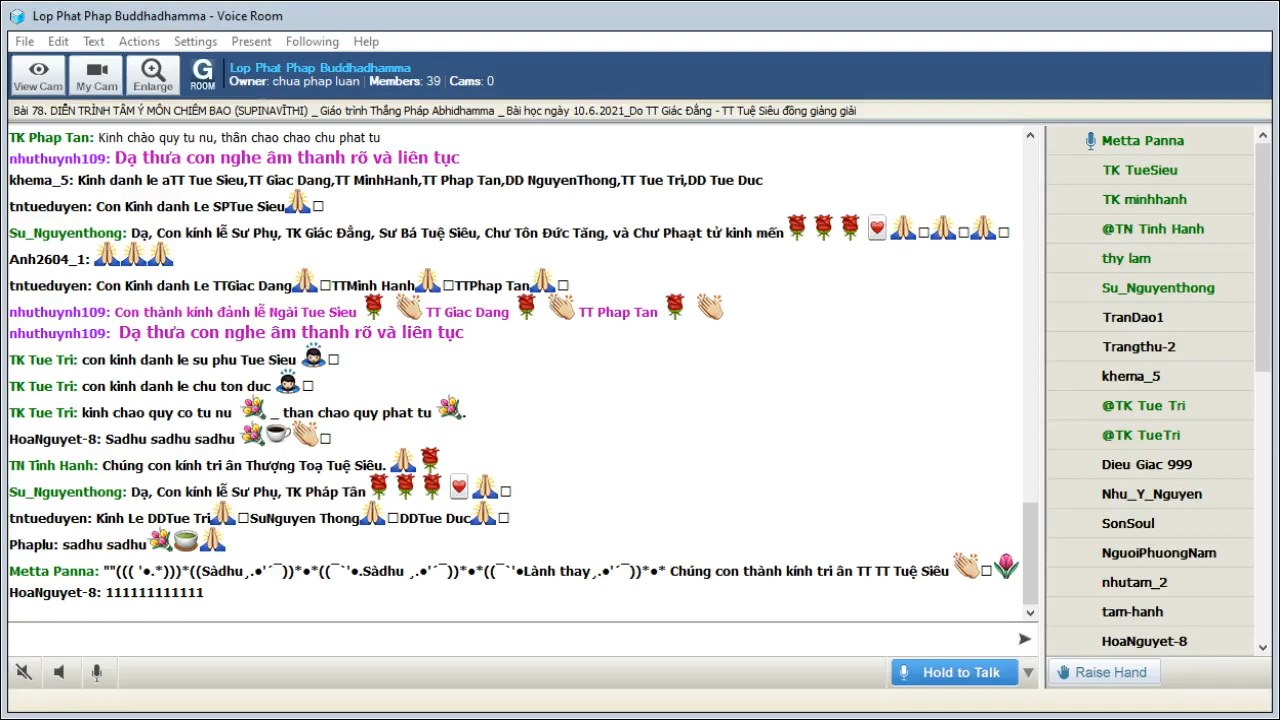 Lop Phat Phap Buddhadhamma - Voice Room
File Edit Text Actions Settings Present Following Help
View Cam My Cam Enlarge G ROOM
Lop Phat Phap Buddhadhamma
Owner: chua phap luan | Members: 39 | Cams: 0
Bài 78. DIỄN TRÌNH TÂM Ý MÔN CHIÊM BAO (SUPINAVĪTHI) _ Giáo trình Thắng Pháp Abhidhamma _ Bài học ngày 10.6.2021_Do TT Giác Đẳng - TT Tuệ Siêu đồng giảng giải
TK Phap Tan: Kinh chào quy tu nu, thân chao chao chu phat tu
nhuthuynh109: Dạ thưa con nghe âm thanh rõ và liên tục
khema_5: Kinh danh le aTT Tue Sieu,TT Giac Dang,TT MinhHanh,TT Phap Tan,DD NguyenThong,TT Tue Tri,DD Tue Duc
tntueduyen: Con Kinh danh Le SPTue Sieu🙏□
Su_Nguyenthong: Dạ, Con kính lễ Sư Phụ, TK Giác Đẳng, Sư Bá Tuệ Siêu, Chư Tôn Đức Tăng, và Chư Phaạt tử kinh mến 🌹🌹🌹💌🙏□🙏□🙏□
Anh2604_1: 🙏🙏🙏
tntueduyen: Con Kinh danh Le TTGiac Dang🙏□TTMinh Hanh🙏□TTPhap Tan🙏□
nhuthuynh109: Con thành kính đảnh lễ Ngài Tue Sieu 🌹 👏 TT Giac Dang 🌹 👏 TT Phap Tan 🌹 👏
nhuthuynh109: Dạ thưa con nghe âm thanh rõ và liên tục
TK Tue Tri: con kinh danh le su phu Tue Sieu 🙇□
TK Tue Tri: con kinh danh le chu ton duc 🙇□
TK Tue Tri: kinh chao quy co tu nu 💐 _ than chao quy phat tu 💐.
HoaNguyet-8: Sadhu sadhu sadhu 💐☕👏□
TN Tinh Hanh: Chúng con kính tri ân Thượng Toạ Tuệ Siêu. 🙏🌹
Su_Nguyenthong: Dạ, Con kính lễ Sư Phụ, TK Pháp Tân 🌹🌹🌹💌🙏□
tntueduyen: Kinh Le DDTue Tri🙏□SuNguyen Thong🙏□DDTue Duc🙏□
Phaplu: sadhu sadhu💐🍵🙏
Metta Panna: ""((( '●.*)))*((Sàdhu¸.●'´¯))*●*((¯`'●.Sàdhu ¸.●'´¯))*●*((¯`'●Lành thay¸.●'´¯))*●* Chúng con thành kính tri ân TT TT Tuệ Siêu 👏□🌷
HoaNguyet-8: 111111111111
Hold to Talk
Metta Panna
TK TueSieu
TK minhhanh
@TN Tinh Hanh
thy lam
Su_Nguyenthong
TranDao1
Trangthu-2
khema_5
@TK Tue Tri
@TK TueTri
Dieu Giac 999
Nhu_Y_Nguyen
SonSoul
NguoiPhuongNam
nhutam_2
tam-hanh
HoaNguyet-8
Raise Hand